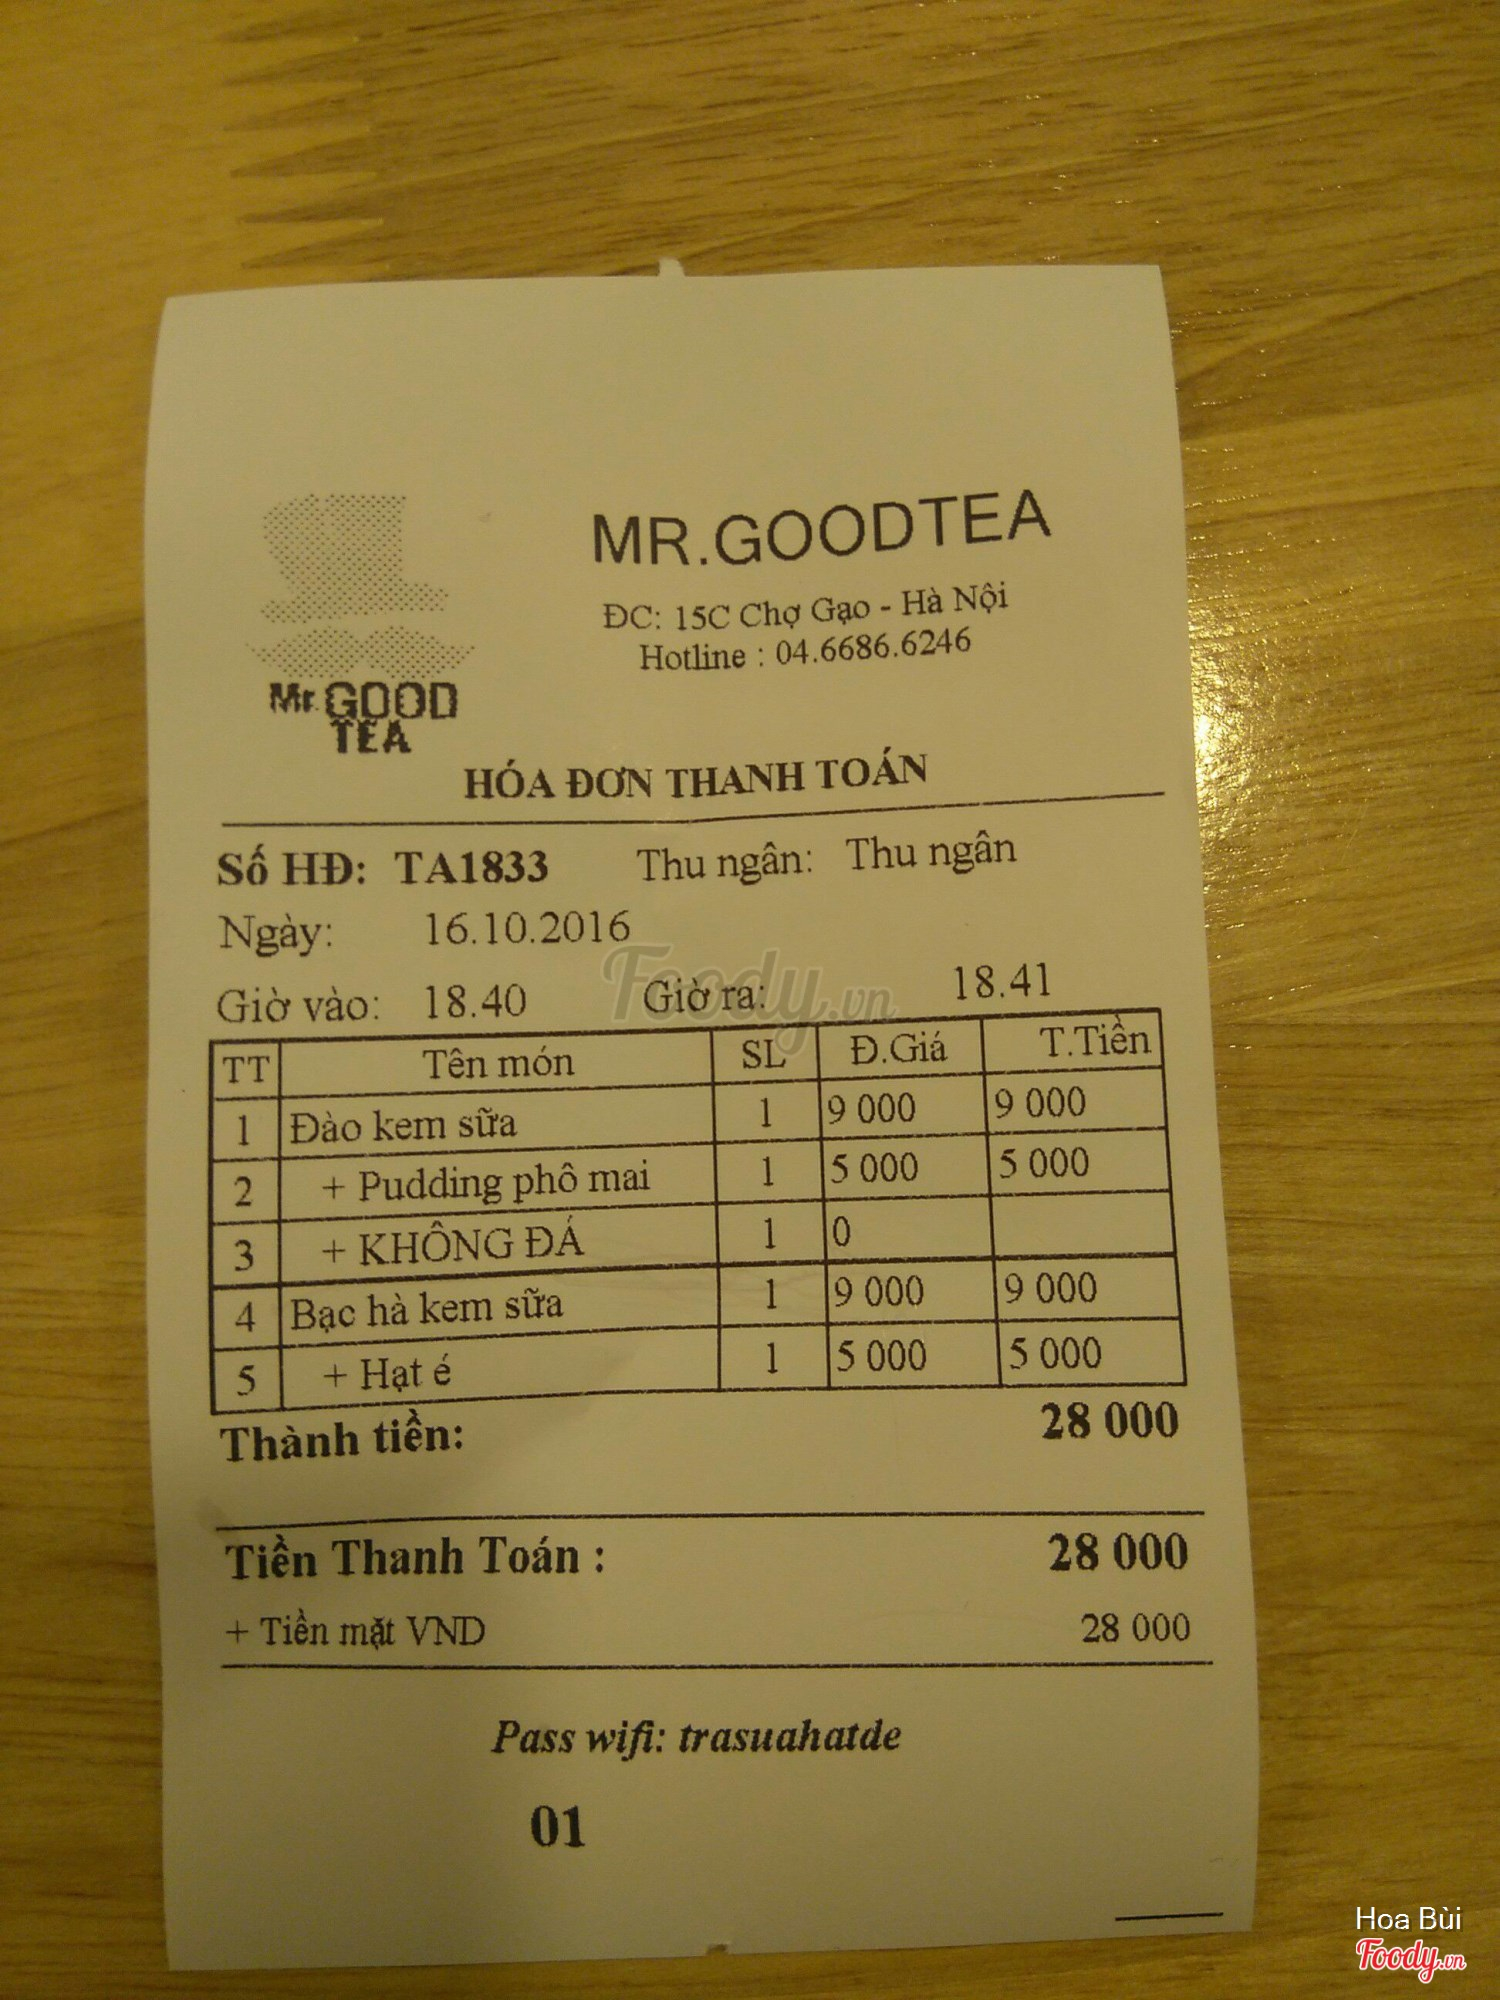 MR.GOODTEA
ĐC: 15C Chợ Gạo - Hà Nội
Hotline : 04.6686.6246
Mr.GOOD
TEA
HÓA ĐƠN THANH TOÁN
Số HĐ: TA1833 Thu ngân: Thu ngân
Ngày: 16.10.2016
Giờ vào: 18.40 Giờ ra: 18.41
Foody.vn
TT Tên món SL Đ.Giá T.Tiền
1 Đào kem sữa 1 9 000 9 000
2 + Pudding phô mai 1 5 000 5 000
3 + KHÔNG ĐÁ 1 0
4 Bạc hà kem sữa 1 9 000 9 000
5 + Hạt é 1 5 000 5 000
Thành tiền: 28 000
Tiền Thanh Toán : 28 000
+ Tiền mặt VND 28 000
Pass wifi: trasuahatde
01
Hoa Bùi
Foody.vn